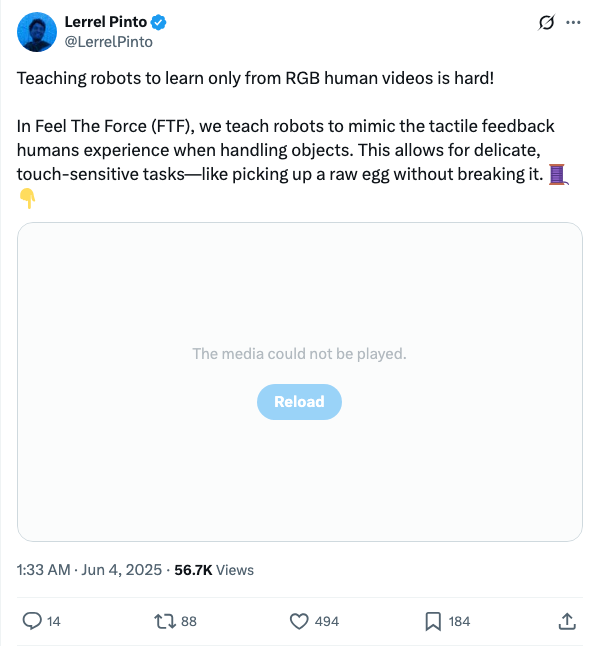 Lerrel Pinto
@LerrelPinto
Teaching robots to learn only from RGB human videos is hard!
In Feel The Force (FTF), we teach robots to mimic the tactile feedback
humans experience when handling objects. This allows for delicate,
touch-sensitive tasks—like picking up a raw egg without breaking it. 🧵
👇
The media could not be played.
Reload
1:33 AM · Jun 4, 2025 · 56.7K Views
14 88 494 184